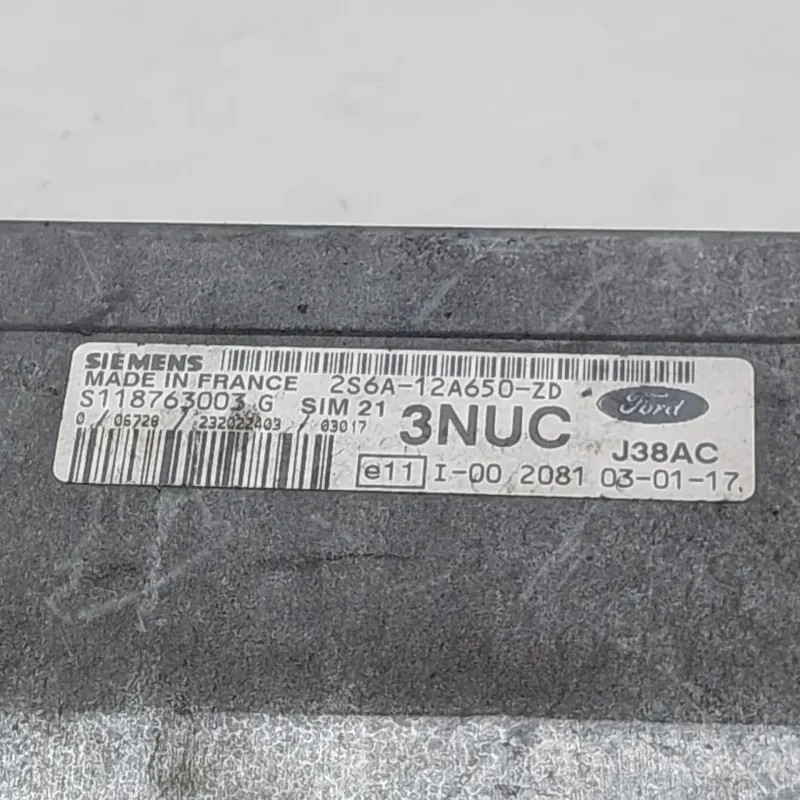 SIEMENS
MADE IN FRANCE 2S6A-12A650-ZD
S118763003 G SIM 21 3NUC Ford
0 / 06728 / 232022403 / 03017 J38AC
e11 I-00 2081 03-01-17